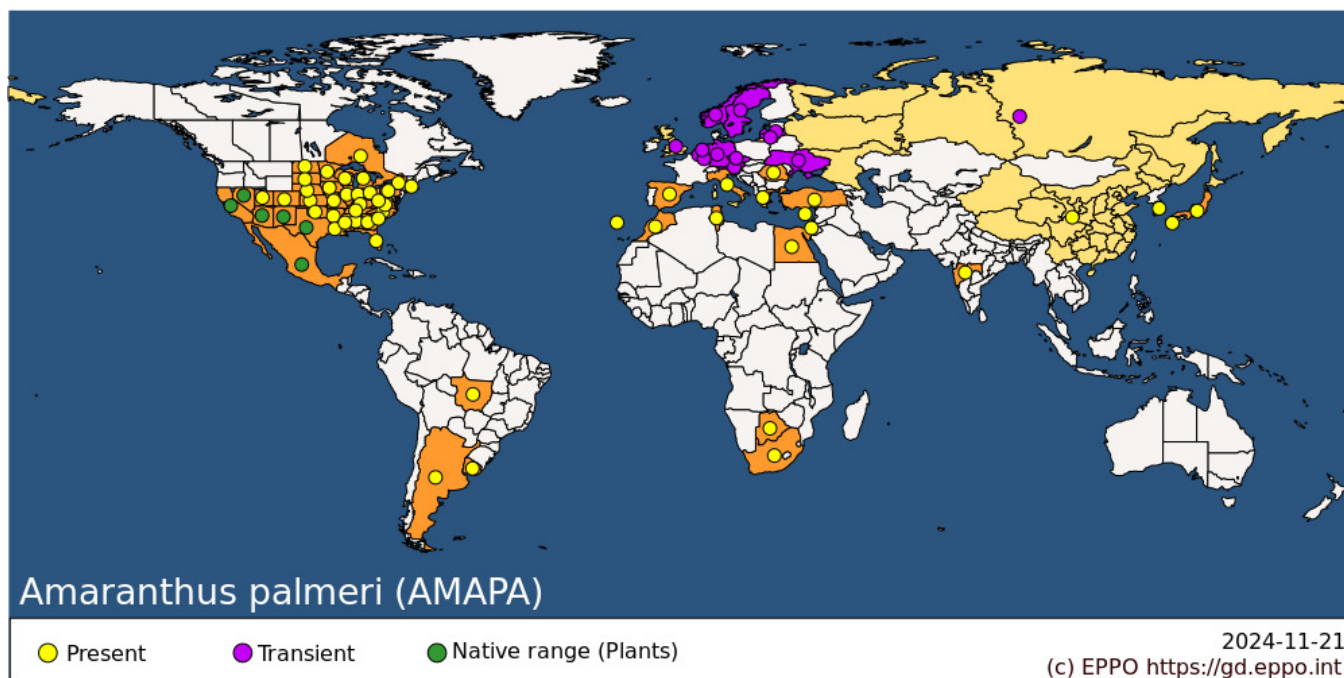 Amaranthus palmeri (AMAPA)
Present
Transient
Native range (Plants)
2024-11-21
(c) EPPO https://gd.eppo.int